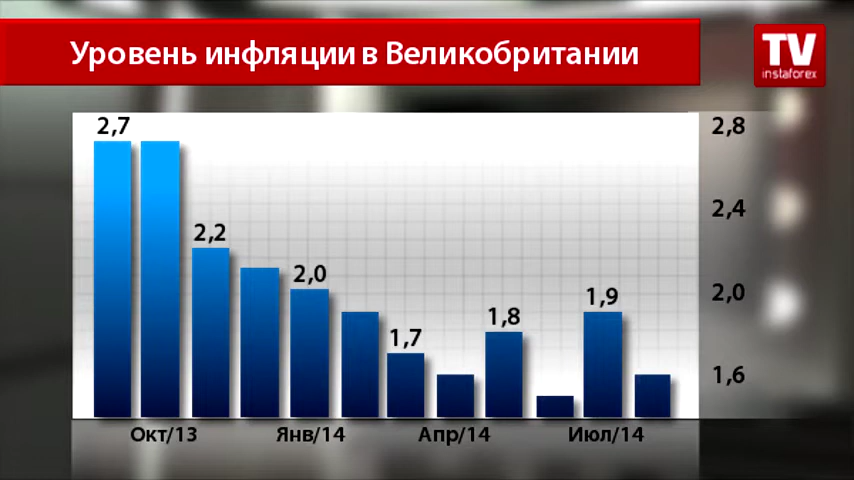 Уровень инфляции в Великобритании
TV
instaforex
2,7
2,2
2,0
1,7
1,8
1,9
2,8
2,4
2,0
1,6
Окт/13
Янв/14
Апр/14
Июл/14